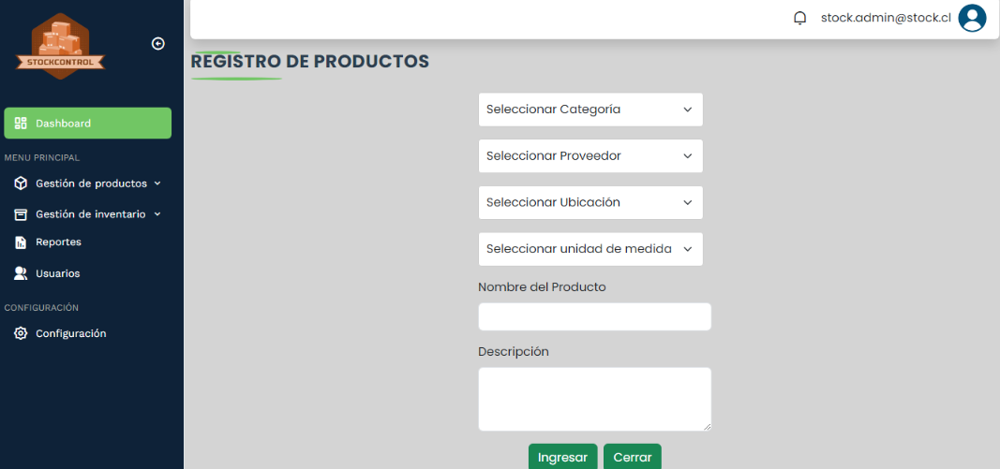 STOCKCONTROL
Dashboard
MENU PRINCIPAL
Gestión de productos
Gestión de inventario
Reportes
Usuarios
CONFIGURACIÓN
Configuración
stock.admin@stock.cl
REGISTRO DE PRODUCTOS
Seleccionar Categoría
Seleccionar Proveedor
Seleccionar Ubicación
Seleccionar unidad de medida
Nombre del Producto
Descripción
Ingresar
Cerrar